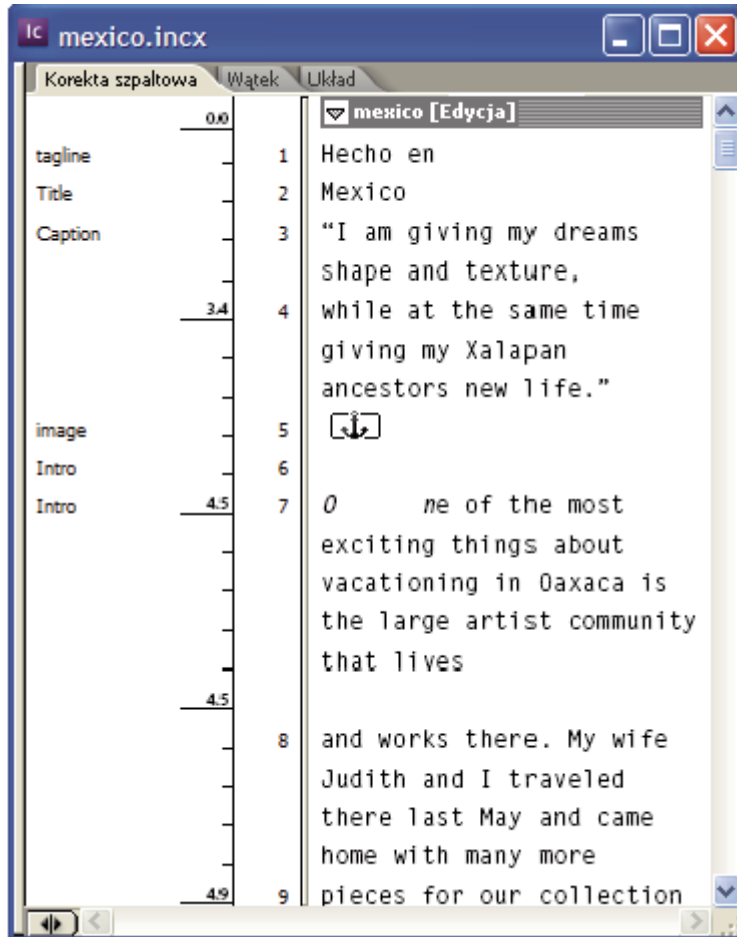 Ic mexico.incx
Korekta szpaltowa Wątek Układ
0.0 mexico [Edycja]
tagline 1 Hecho en
Title 2 Mexico
Caption 3 “I am giving my dreams
shape and texture,
3.4 4 while at the same time
giving my Xalapan
ancestors new life.”
image 5
Intro 6
Intro 4.5 7 O ne of the most
exciting things about
vacationing in Oaxaca is
the large artist community
that lives
4.5
8 and works there. My wife
Judith and I traveled
there last May and came
home with many more
4.9 9 pieces for our collection